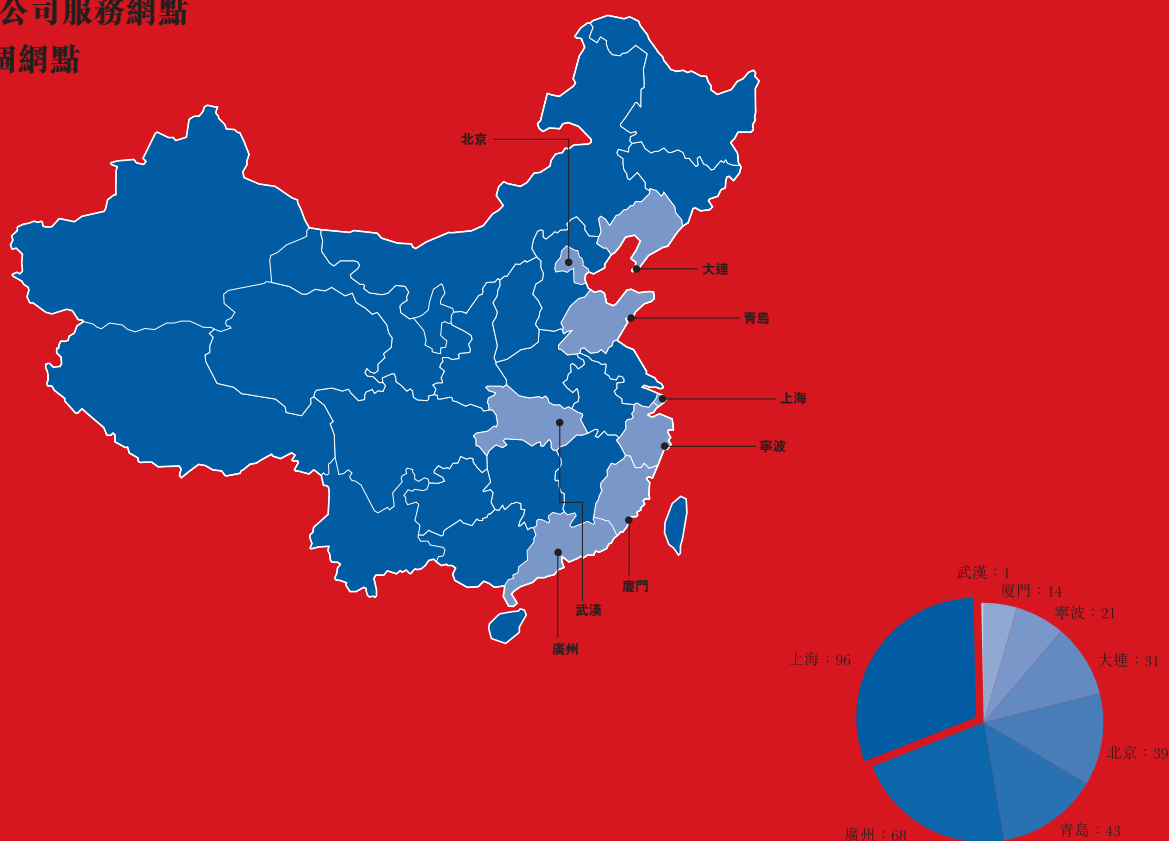 公司服務網點
個網點
北京
大連
青島
上海
寧波
廈門
武漢
廣州
武漢：1
廈門：14
寧波：21
上海：96
大連：31
北京：39
青島：43
廣州：68